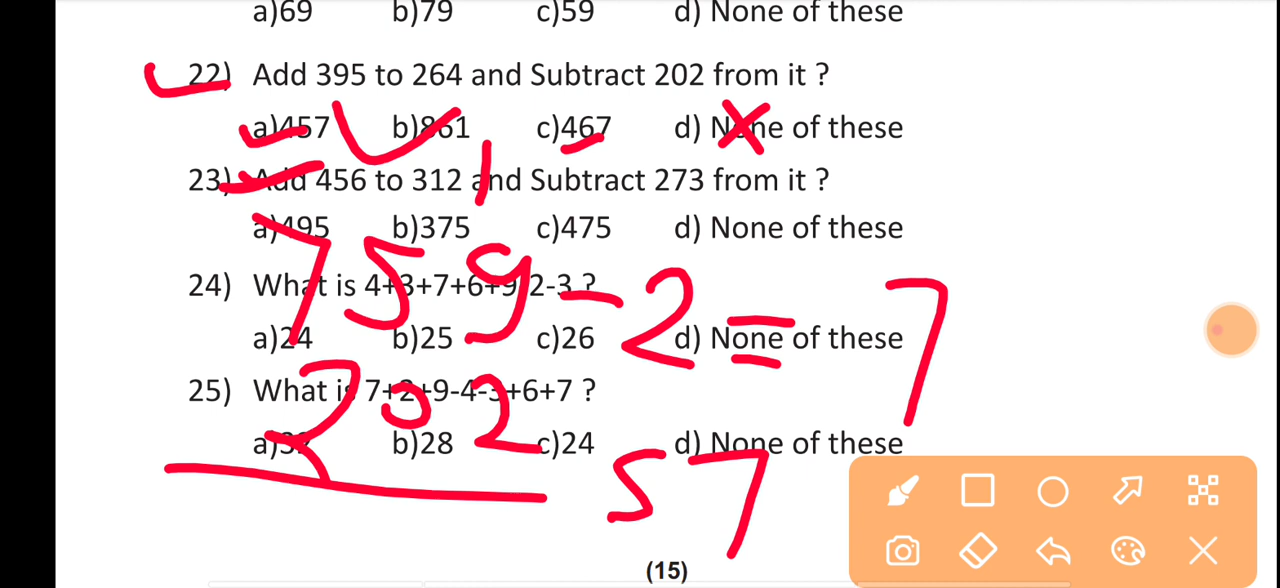 a)69 b)79 c)59 d) None of these
22) Add 395 to 264 and Subtract 202 from it ?
a)457 b)861 c)467 d) None of these
23) Add 456 to 312 and Subtract 273 from it ?
a)495 b)375 c)475 d) None of these
759-2=7
24) What is 4+3+7+6+9-2-3 ?
a)24 b)25 c)26 d) None of these
202
25) What is 7+2+9-4-3+6+7 ?
b)28 c)24 d) None of these
57
(15)